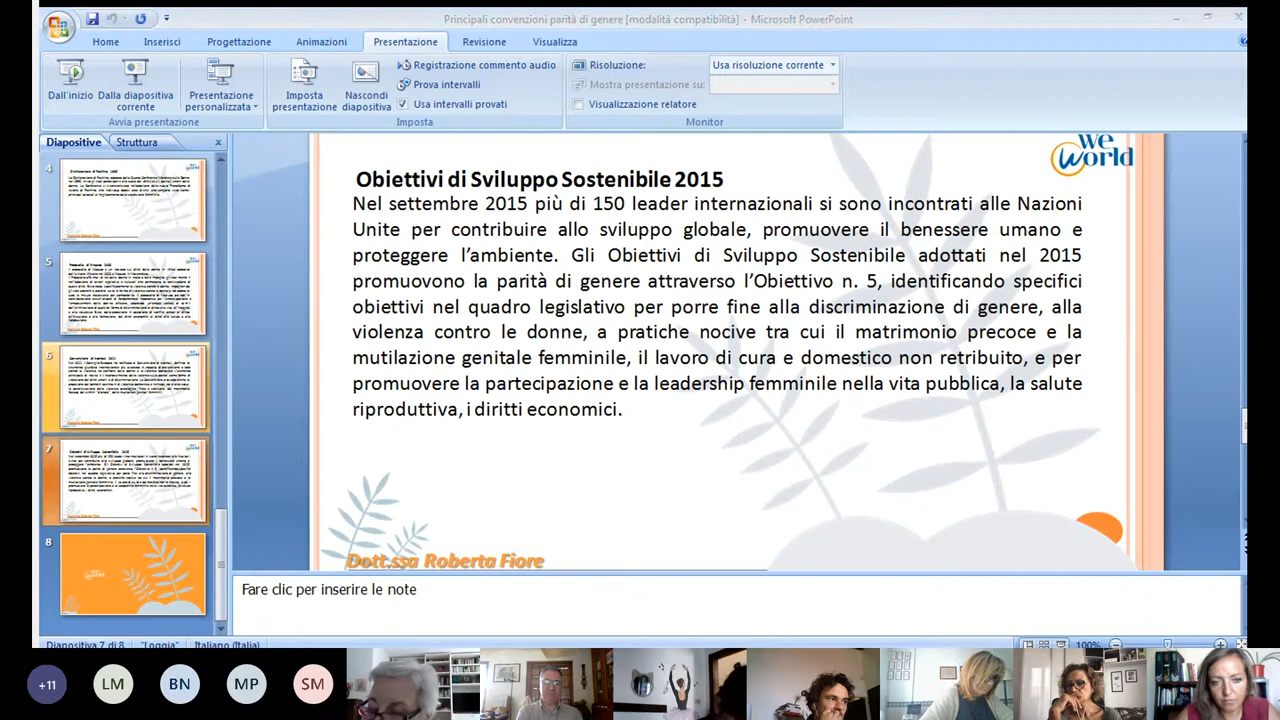 Principali convenzioni parità di genere [modalità compatibilità] - Microsoft PowerPoint
Home Inserisci Progettazione Animazioni Presentazione Revisione Visualizza
Dall'inizio
Dalla diapositiva corrente
Presentazione personalizzata
Avvia presentazione
Imposta presentazione
Nascondi diapositiva
Registrazione commento audio
Prova intervalli
Usa intervalli provati
Imposta
Risoluzione: Usa risoluzione corrente
Mostra presentazione su:
Visualizzazione relatore
Monitor
Diapositive Struttura
4
5
6
7
8
we
world
Obiettivi di Sviluppo Sostenibile 2015
Nel settembre 2015 più di 150 leader internazionali si sono incontrati alle Nazioni
Unite per contribuire allo sviluppo globale, promuovere il benessere umano e
proteggere l'ambiente. Gli Obiettivi di Sviluppo Sostenibile adottati nel 2015
promuovono la parità di genere attraverso l'Obiettivo n. 5, identificando specifici
obiettivi nel quadro legislativo per porre fine alla discriminazione di genere, alla
violenza contro le donne, a pratiche nocive tra cui il matrimonio precoce e la
mutilazione genitale femminile, il lavoro di cura e domestico non retribuito, e per
promuovere la partecipazione e la leadership femminile nella vita pubblica, la salute
riproduttiva, i diritti economici.
Dott.ssa Roberta Fiore
Fare clic per inserire le note
Diapositiva 7 di 8 "Loggia" Italiano (Italia) 100%
+11 LM BN MP SM